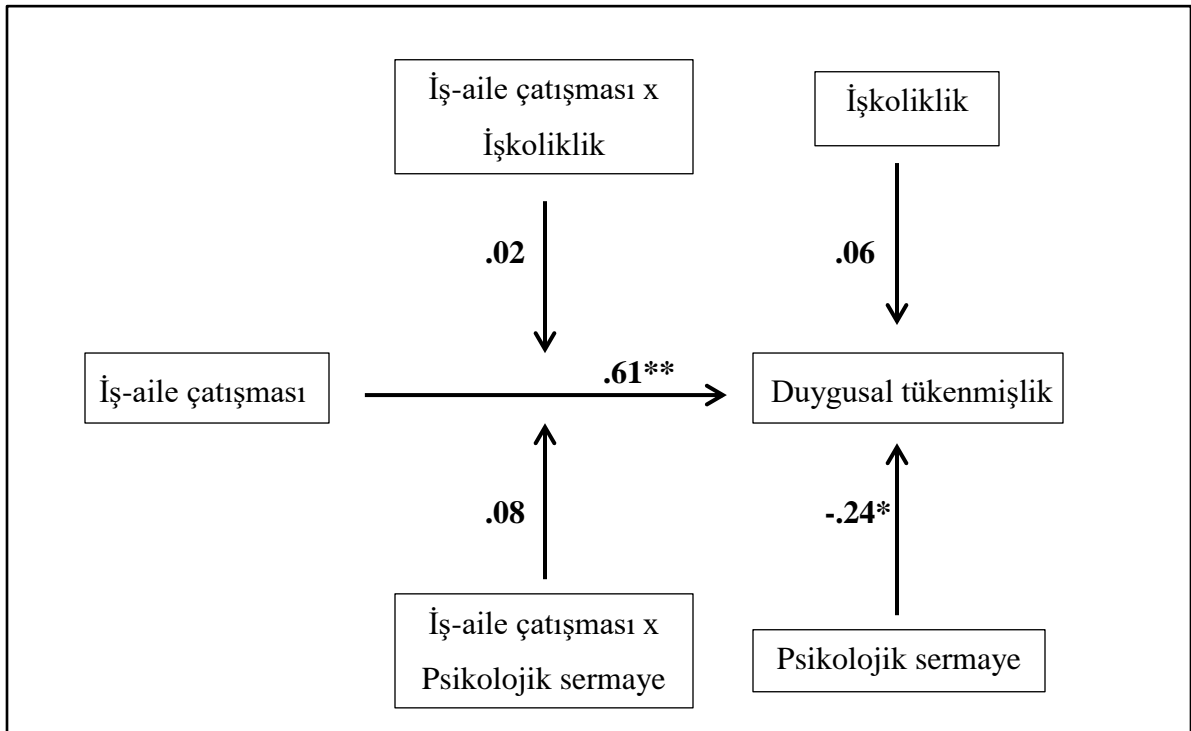 İş-aile çatışması x
İşkoliklik
İşkoliklik
.02
.06
İş-aile çatışması
.61**
Duygusal tükenmişlik
.08
-.24*
İş-aile çatışması x
Psikolojik sermaye
Psikolojik sermaye